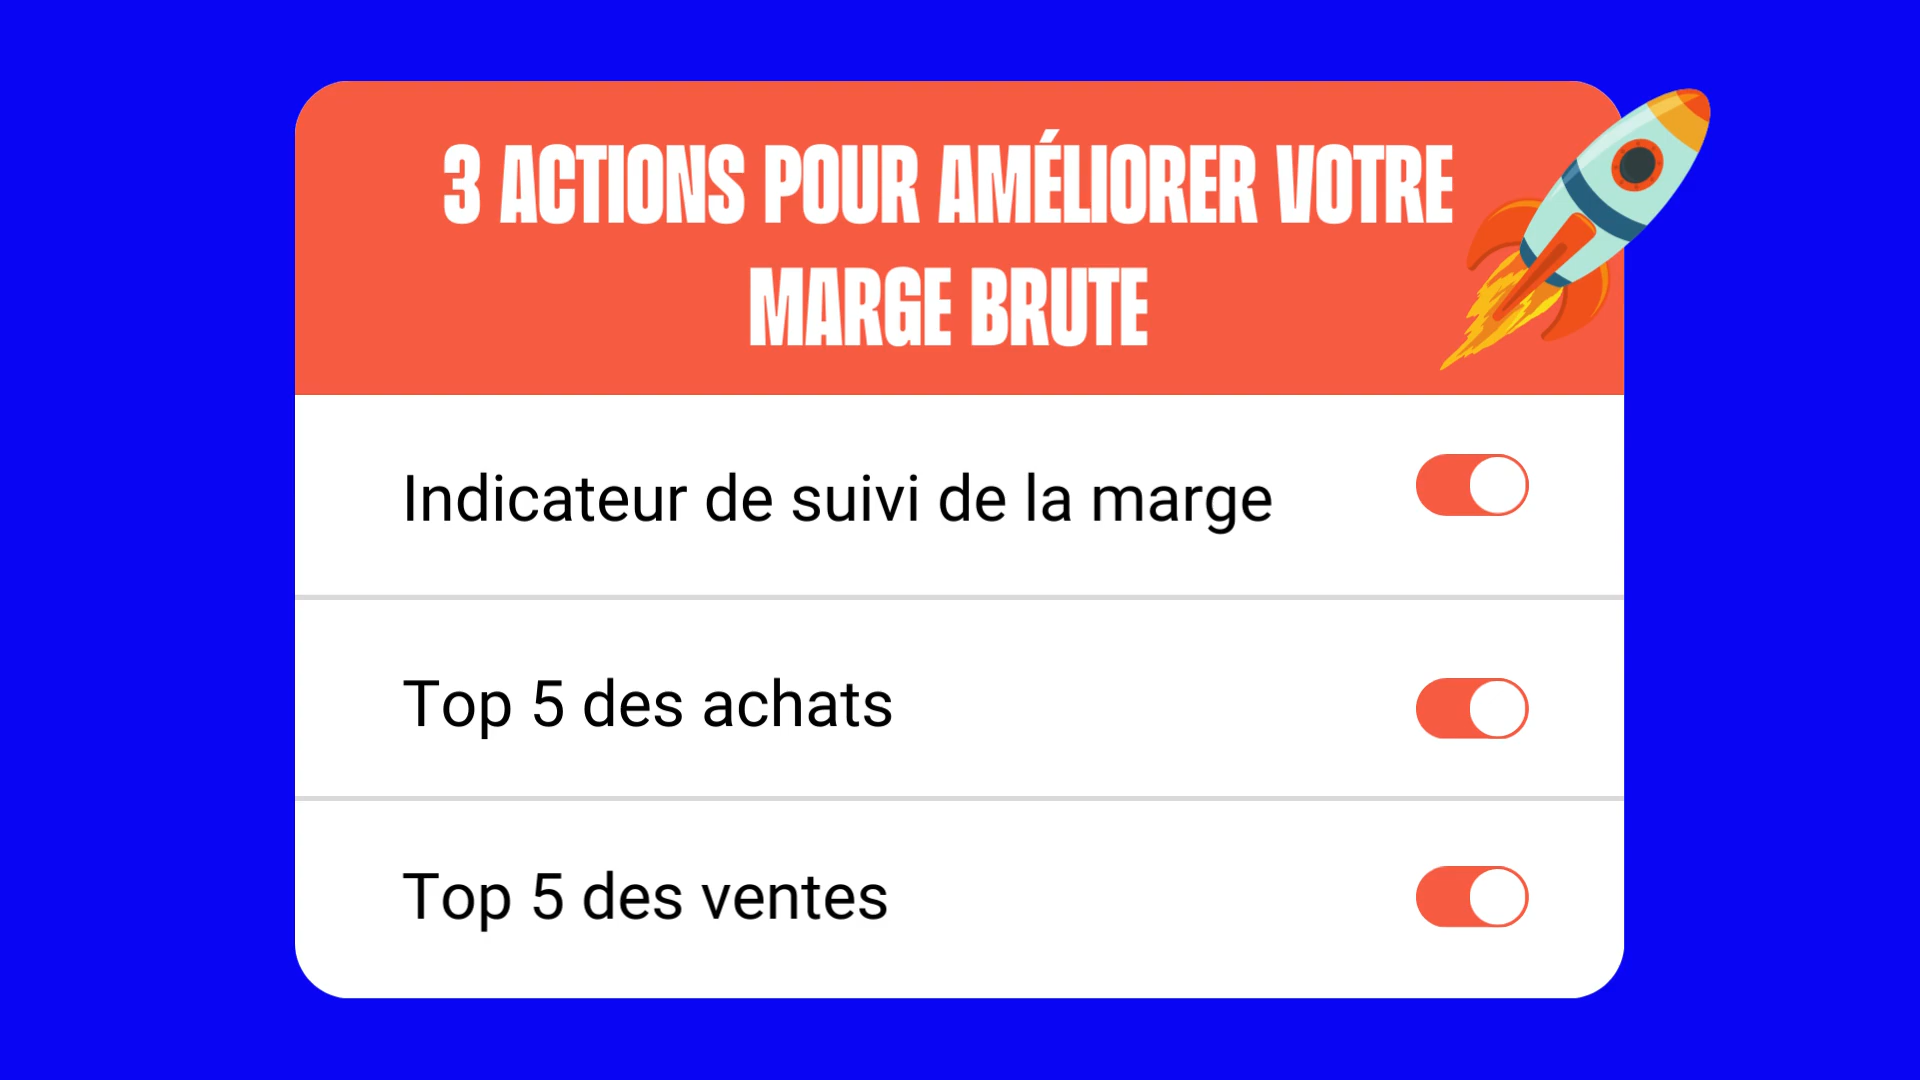 3 ACTIONS POUR AMÉLIORER VOTRE
MARGE BRUTE
Indicateur de suivi de la marge
Top 5 des achats
Top 5 des ventes